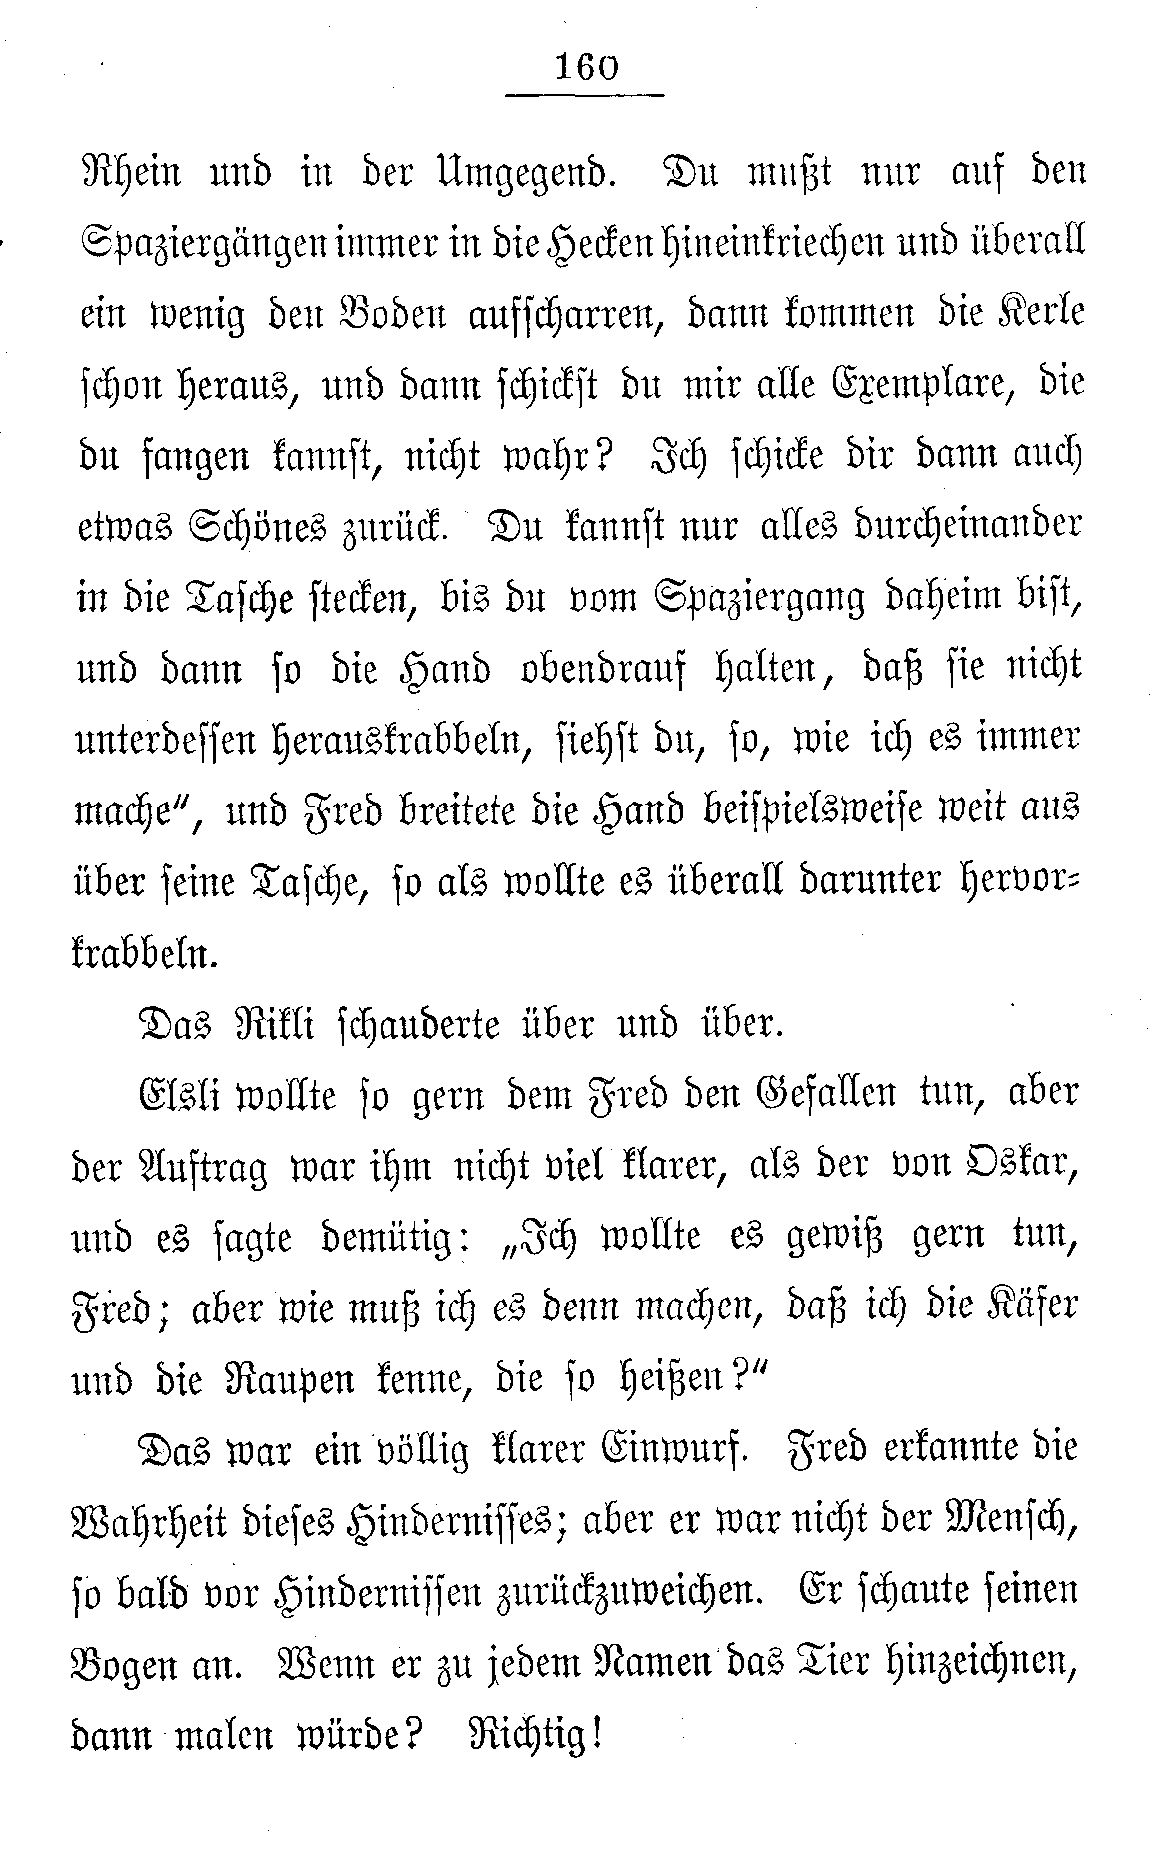 160
Rhein und in der Umgegend. Du mußt nur auf den
Spaziergängen immer in die Hecken hineinkriechen und überall
ein wenig den Boden aufscharren, dann kommen die Kerle
schon heraus, und dann schickst du mir alle Exemplare, die
du fangen kannst, nicht wahr? Ich schicke dir dann auch
etwas Schönes zurück. Du kannst nur alles durcheinander
in die Tasche stecken, bis du vom Spaziergang daheim bist,
und dann so die Hand obendrauf halten, daß sie nicht
unterdessen herauskrabbeln, siehst du, so, wie ich es immer
mache“, und Fred breitete die Hand beispielsweise weit aus
über seine Tasche, so als wollte es überall darunter hervor-
krabbeln.
Das Rikli schauderte über und über.
Elsli wollte so gern dem Fred den Gefallen tun, aber
der Auftrag war ihm nicht viel klarer, als der von Oskar,
und es sagte demütig: „Ich wollte es gewiß gern tun,
Fred; aber wie muß ich es denn machen, daß ich die Käfer
und die Raupen kenne, die so heißen?“
Das war ein völlig klarer Einwurf. Fred erkannte die
Wahrheit dieses Hindernisses; aber er war nicht der Mensch,
so bald vor Hindernissen zurückzuweichen. Er schaute seinen
Bogen an. Wenn er zu jedem Namen das Tier hinzeichnen,
dann malen würde? Richtig!